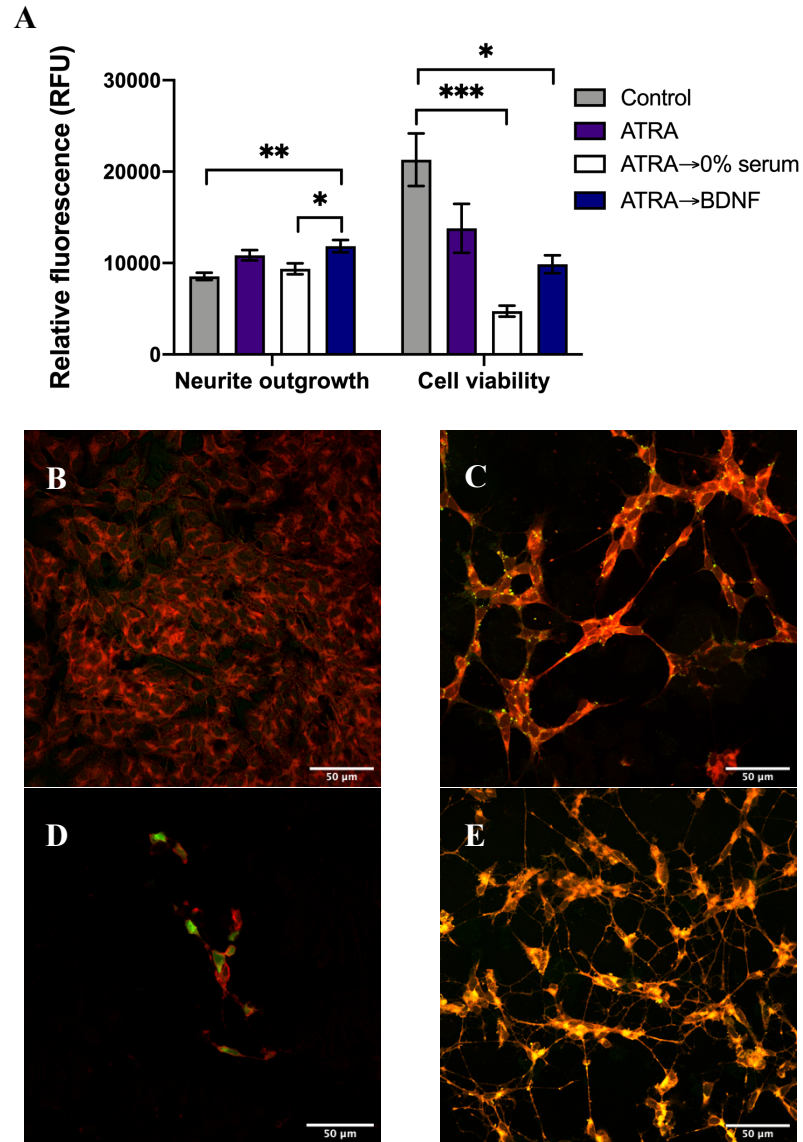 A
Relative fluorescence (RFU)
30000
20000
10000
0
**
*
***
*
Neurite outgrowth
Cell viability
Control
ATRA
ATRA→0% serum
ATRA→BDNF
B
50 µm
C
50 µm
D
50 µm
E
50 µm